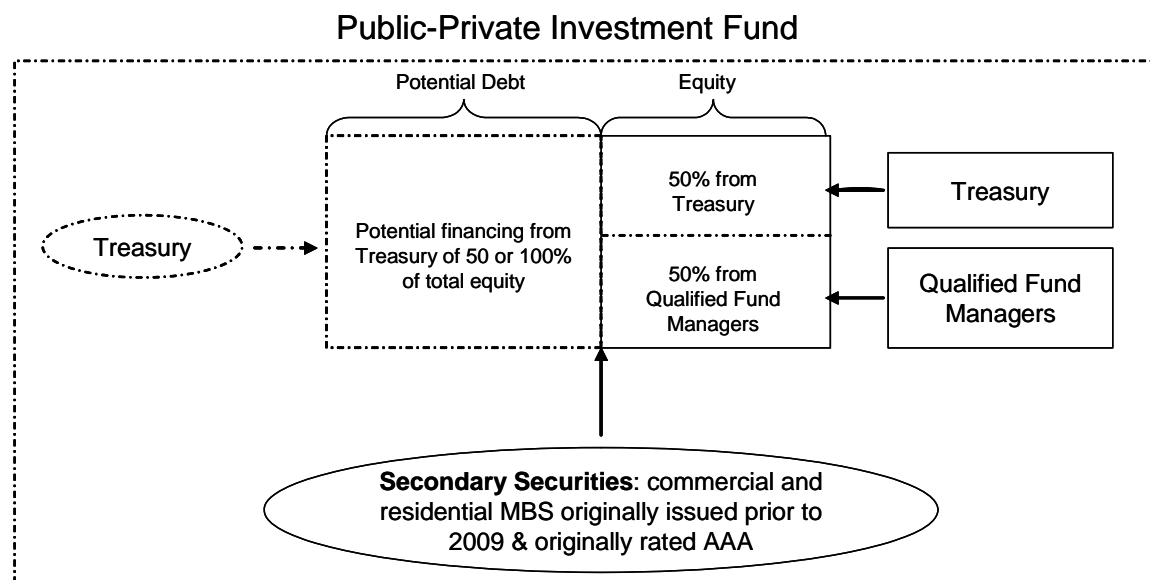 Public-Private Investment Fund
Potential Debt
Equity
Treasury
Potential financing from
Treasury of 50 or 100%
of total equity
50% from
Treasury
50% from
Qualified Fund
Managers
Treasury
Qualified Fund
Managers
Secondary Securities: commercial and
residential MBS originally issued prior to
2009 & originally rated AAA